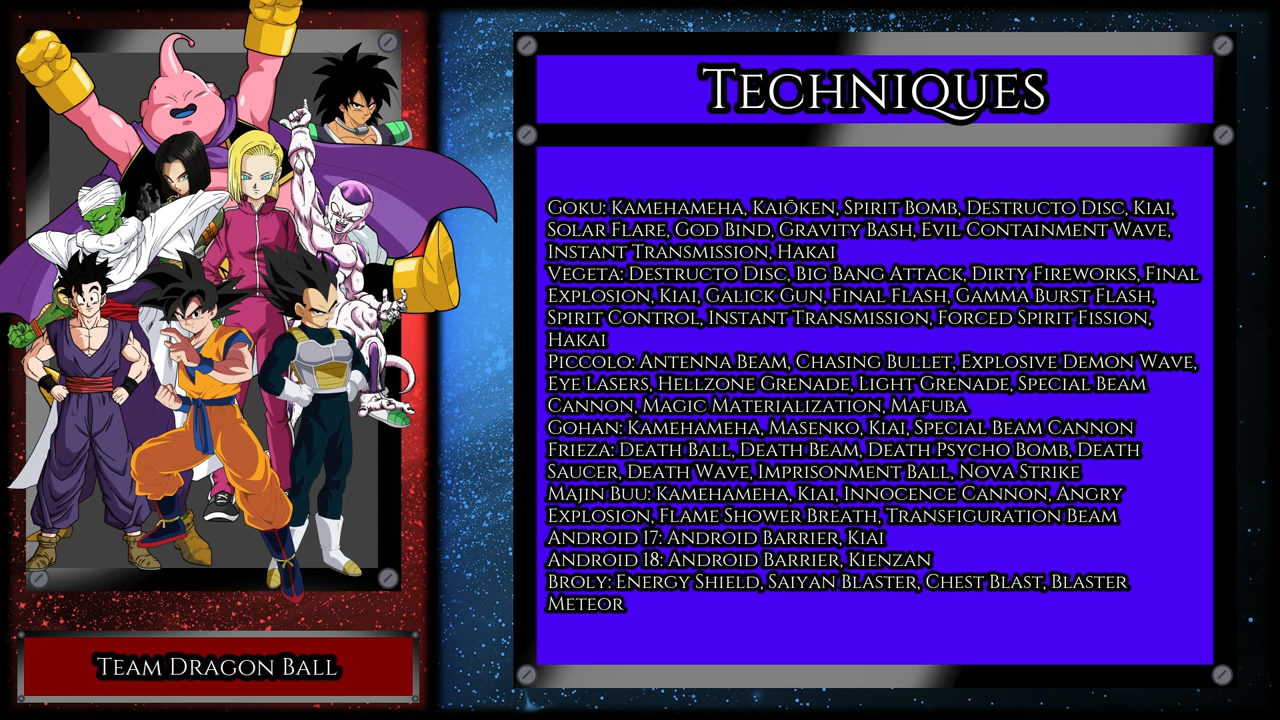 Techniques
Goku: Kamehameha, Kaiōken, Spirit Bomb, Destructo Disc, Kiai,
Solar Flare, God Bind, Gravity Bash, Evil Containment Wave,
Instant Transmission, Hakai
Vegeta: Destructo Disc, Big Bang Attack, Dirty Fireworks, Final
Explosion, Kiai, Galick Gun, Final Flash, Gamma Burst Flash,
Spirit Control, Instant Transmission, Forced Spirit Fission,
Hakai
Piccolo: Antenna Beam, Chasing Bullet, Explosive Demon Wave,
Eye Lasers, Hellzone Grenade, Light Grenade, Special Beam
Cannon, Magic Materialization, Mafuba
Gohan: Kamehameha, Masenko, Kiai, Special Beam Cannon
Frieza: Death Ball, Death Beam, Death Psycho Bomb, Death
Saucer, Death Wave, Imprisonment Ball, Nova Strike
Majin Buu: Kamehameha, Kiai, Innocence Cannon, Angry
Explosion, Flame Shower Breath, Transfiguration Beam
Android 17: Android Barrier, Kiai
Android 18: Android Barrier, Kienzan
Broly: Energy Shield, Saiyan Blaster, Chest Blast, Blaster
Meteor
Team Dragon Ball